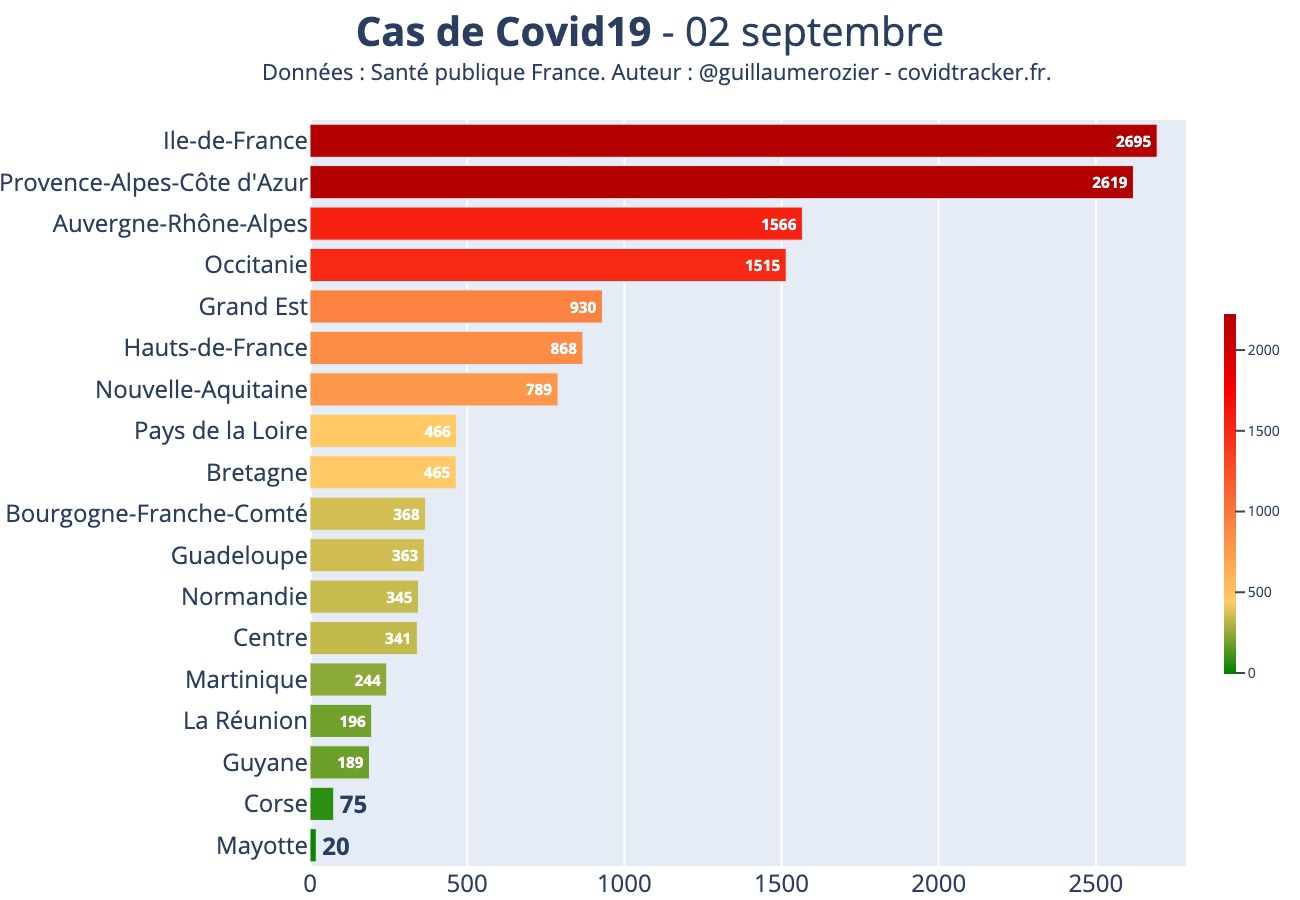 Cas de Covid19 - 02 septembre
Données : Santé publique France. Auteur : @guillaumerozier - covidtracker.fr.
Ile-de-France 2695
Provence-Alpes-Côte d'Azur 2619
Auvergne-Rhône-Alpes 1566
Occitanie 1515
Grand Est 930
Hauts-de-France 868
Nouvelle-Aquitaine 789
Pays de la Loire 466
Bretagne 465
Bourgogne-Franche-Comté 368
Guadeloupe 363
Normandie 345
Centre 341
Martinique 244
La Réunion 196
Guyane 189
Corse 75
Mayotte 20
0 500 1000 1500 2000 2500
2000
1500
1000
500
0